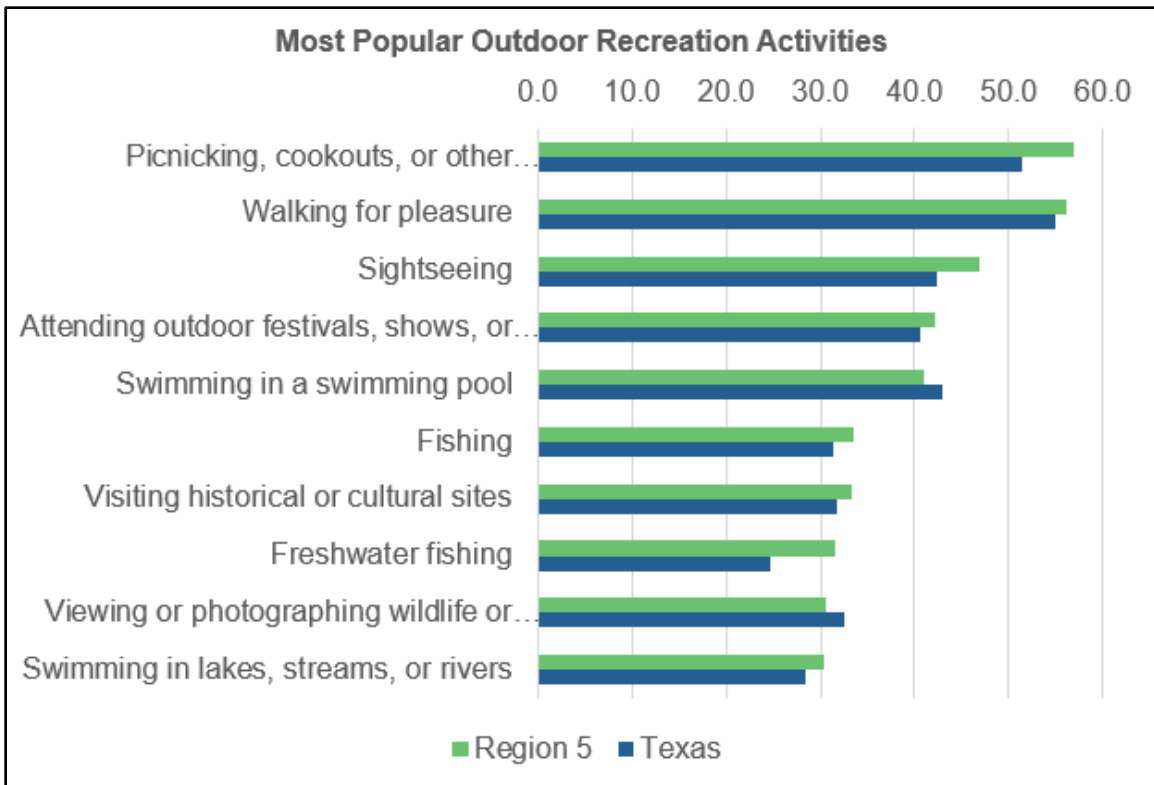 Most Popular Outdoor Recreation Activities
0.0 10.0 20.0 30.0 40.0 50.0 60.0
Picnicking, cookouts, or other…
Walking for pleasure
Sightseeing
Attending outdoor festivals, shows, or…
Swimming in a swimming pool
Fishing
Visiting historical or cultural sites
Freshwater fishing
Viewing or photographing wildlife or…
Swimming in lakes, streams, or rivers
Region 5 Texas